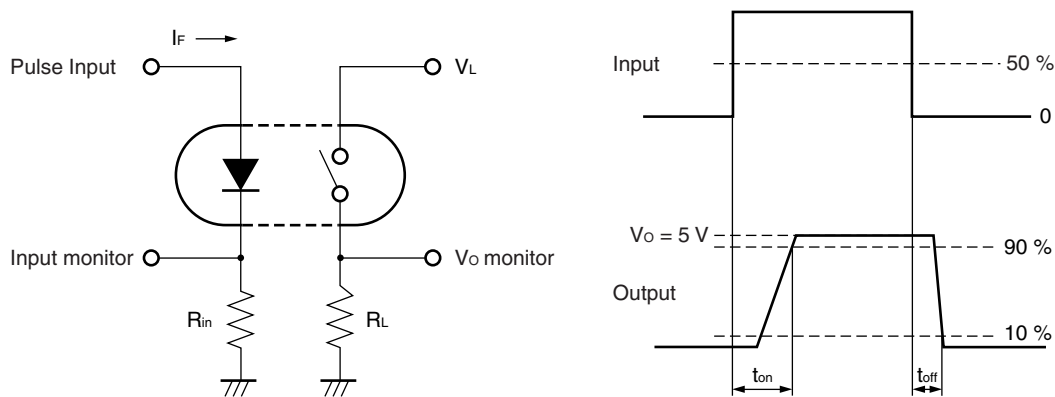 IF
Pulse Input
VL
Input monitor
VO monitor
Rin
RL
Input
50 %
0
VO = 5 V
90 %
Output
10 %
ton
toff